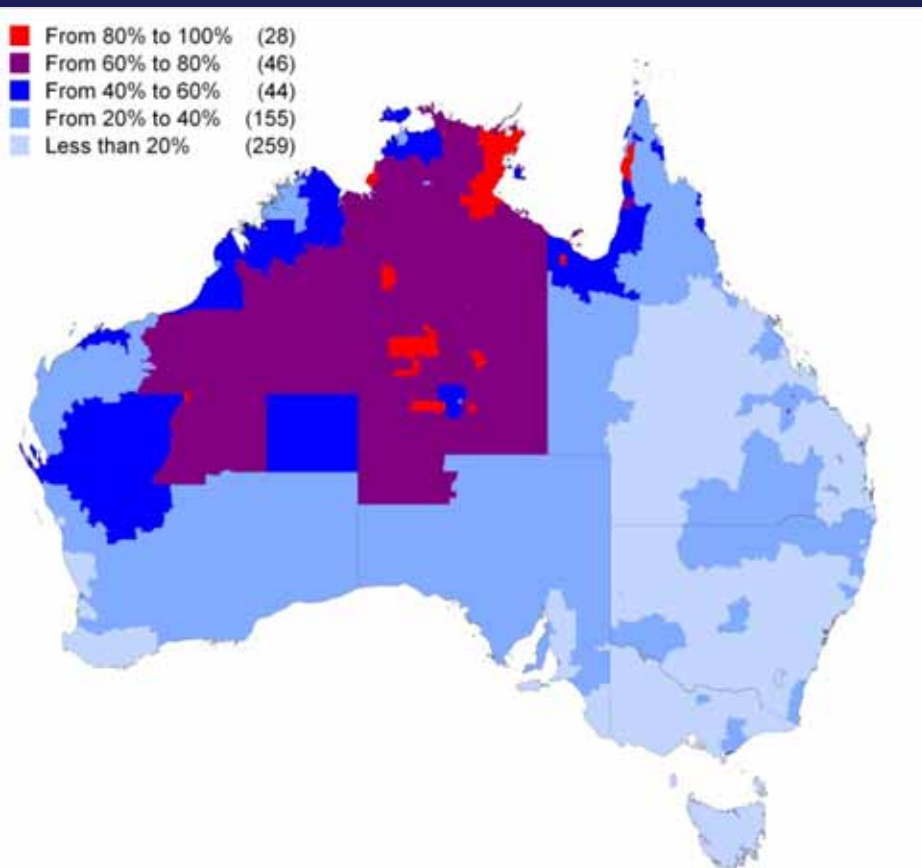 From 80% to 100% (28)
From 60% to 80% (46)
From 40% to 60% (44)
From 20% to 40% (155)
Less than 20% (259)